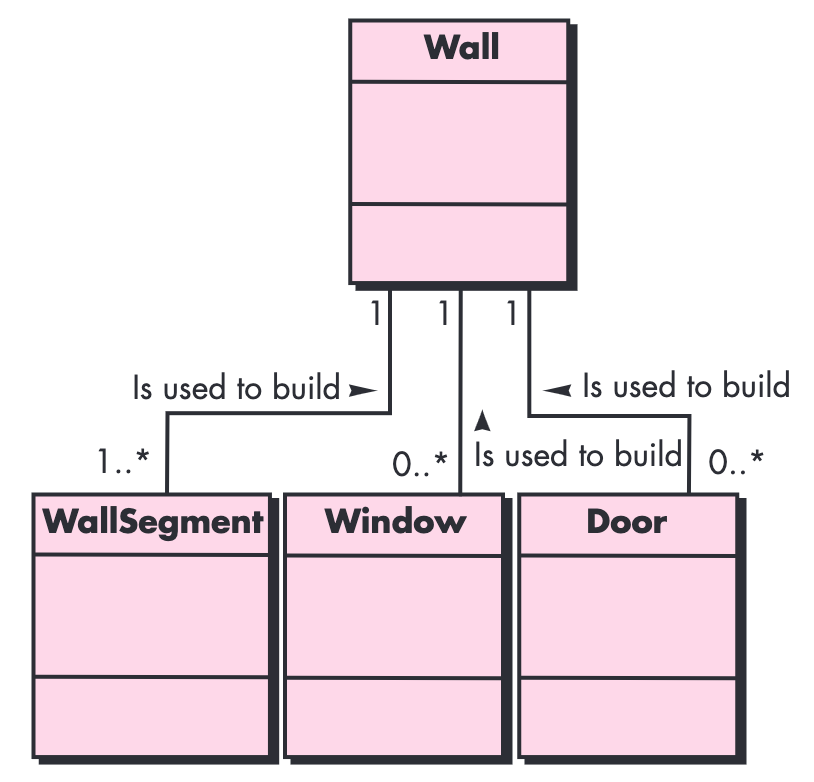 Wall
1 1 1
Is used to build
Is used to build
1..*
0..*
Is used to build
0..*
WallSegment
Window
Door